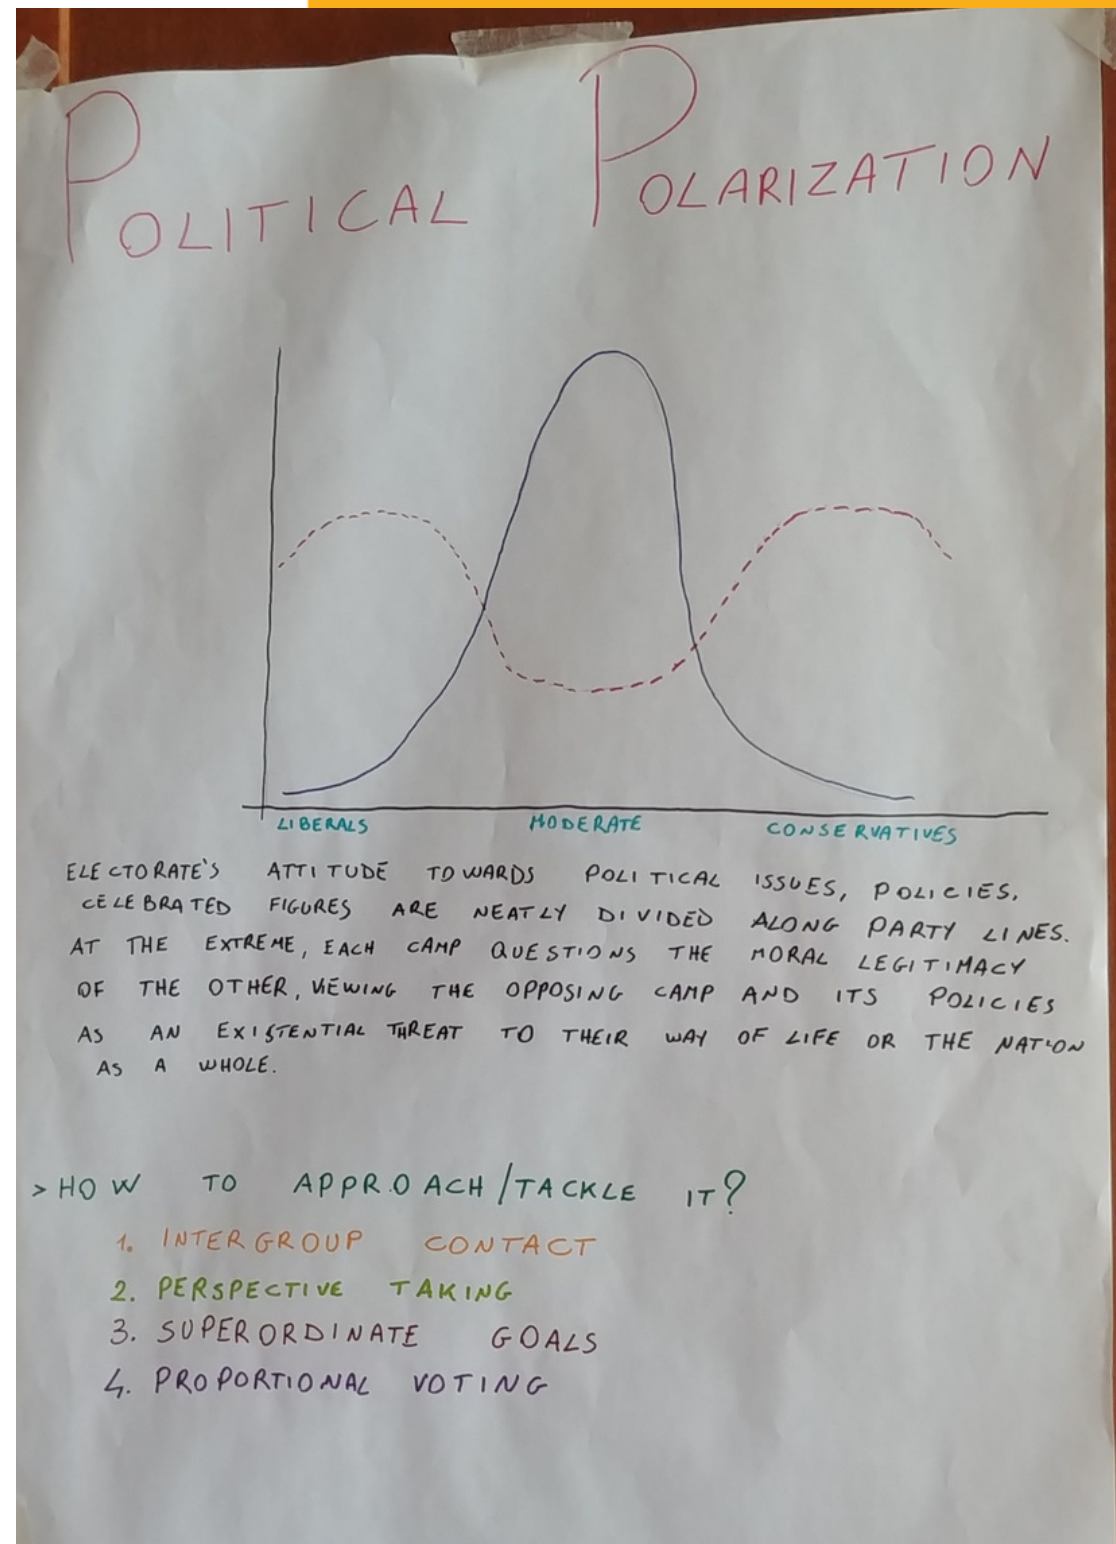 POLITICAL POLARIZATION
LIBERALS MODERATE CONSERVATIVES
ELECTORATE'S ATTITUDE TOWARDS POLITICAL ISSUES, POLICIES,
CELEBRATED FIGURES ARE NEATLY DIVIDED ALONG PARTY LINES.
AT THE EXTREME, EACH CAMP QUESTIONS THE MORAL LEGITIMACY
OF THE OTHER, VIEWING THE OPPOSING CAMP AND ITS POLICIES
AS AN EXISTENTIAL THREAT TO THEIR WAY OF LIFE OR THE NATION
AS A WHOLE.
> HOW TO APPROACH/TACKLE IT?
1. INTERGROUP CONTACT
2. PERSPECTIVE TAKING
3. SUPERORDINATE GOALS
4. PROPORTIONAL VOTING